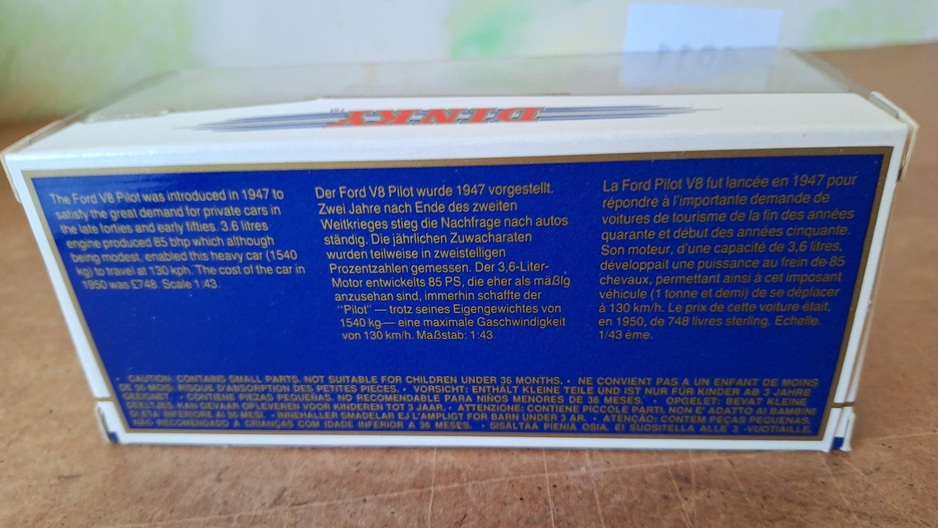 DINKY™
The Ford V8 Pilot was introduced in 1947 to
satisfy the great demand for private cars in
the late forties and early fifties. 3.6 litres
engine produced 85 bhp which although
being modest, enabled this heavy car (1540
kg) to travel at 130 kph. The cost of the car in
1950 was £748. Scale 1:43.
Der Ford V8 Pilot wurde 1947 vorgestellt.
Zwei Jahre nach Ende des zweiten
Weitkrieges stieg die Nachfrage nach autos
ständig. Die jährlichen Zuwacharaten
wurden teilweise in zweistelligen
Prozentzahlen gemessen. Der 3,6-Liter-
Motor entwickelts 85 PS, die eher als mäßlg
anzusehan sind, immerhin schaffte der
"Pilot" — trotz seines Eigengewichtes von
1540 kg — eine maximale Gaschwindigkeit
von 130 km/h. Maßstab: 1:43.
La Ford Pilot V8 fut lancée en 1947 pour
répondre à l'importante demande de
voitures de tourisme de la fin des années
quarante et début des années cinquante.
Son moteur, d'une capacité de 3,6 litres,
développait une puissance au frein de 85
chevaux, permettant ainsi à cet imposant
véhicule (1 tonne et demi) de se déplacer
à 130 km/h. Le prix de cette voiture était,
en 1950, de 748 livres sterling. Echelle.
1/43 ème.
• CAUTION: CONTAINS SMALL PARTS. NOT SUITABLE FOR CHILDREN UNDER 36 MONTHS. • NE CONVIENT PAS A UN ENFANT DE MOINS
DE 36 MOIS: RISQUE D'ABSORPTION DES PETITES PIECES. • VORSICHT: ENTHÄLT KLEINE TEILE UND IST NUR FÜR KINDER AB 3 JAHRE
GEEIGNET. • CONTIENE PIEZAS PEQUEÑAS. NO RECOMENDABLE PARA NIÑOS MENORES DE 36 MESES. • OPGELET: BEVAT KLEINE
DEELTJES, KAN GEVAAR OPLEVEREN VOOR KINDEREN TOT 3 JAAR. • ATTENZIONE: CONTIENE PICCOLE PARTI. NON E' ADATTO AI BAMBINI
DI ETA INFERIORE AI 36 MESI. • INNEHALLER SMADELAR EJ LAMPLIGT FOR BARN UNDER 3 AR. • ATENCÃO: CONTEM PEÇAS PEQUENAS,
NÃO RECOMENDADO A CRIANÇAS COM IDADE INFERIOR A 36 MESES. • SISÄLTÄÄ PIENIÄ OSIA, EI SUOSITELLA ALLE 3 -VUOTIAILLE.